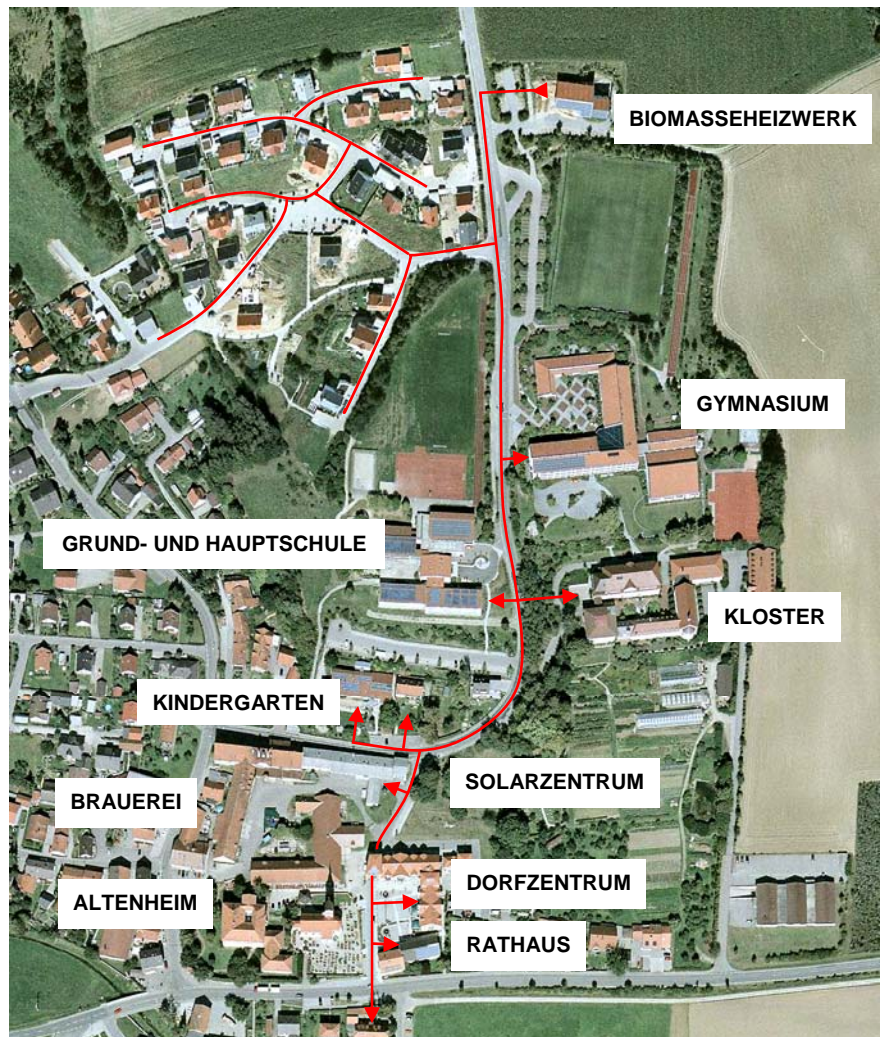 BIOMASSEHEIZWERK
GYMNASIUM
GRUND- UND HAUPTSCHULE
KLOSTER
KINDERGARTEN
SOLARZENTRUM
BRAUEREI
DORFZENTRUM
ALTENHEIM
RATHAUS